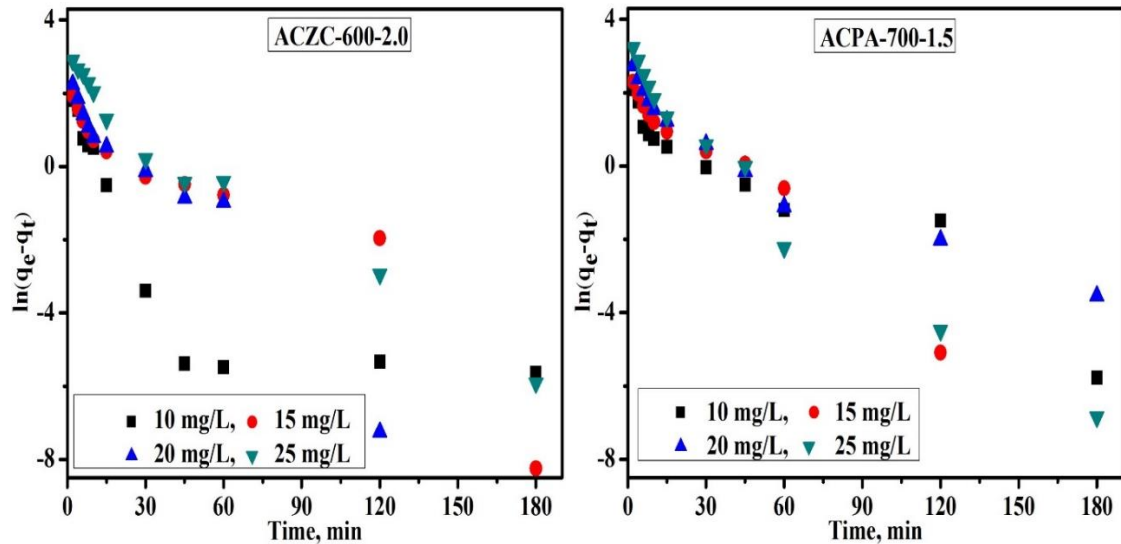 ACZC-600-2.0
4
0
-4
-8
ln(qe-qt)
10 mg/L, 15 mg/L
20 mg/L, 25 mg/L
0 30 60 90 120 150 180
Time, min
ACPA-700-1.5
4
0
-4
-8
ln(qe-qt)
10 mg/L, 15 mg/L
20 mg/L, 25 mg/L
0 30 60 90 120 150 180
Time, min